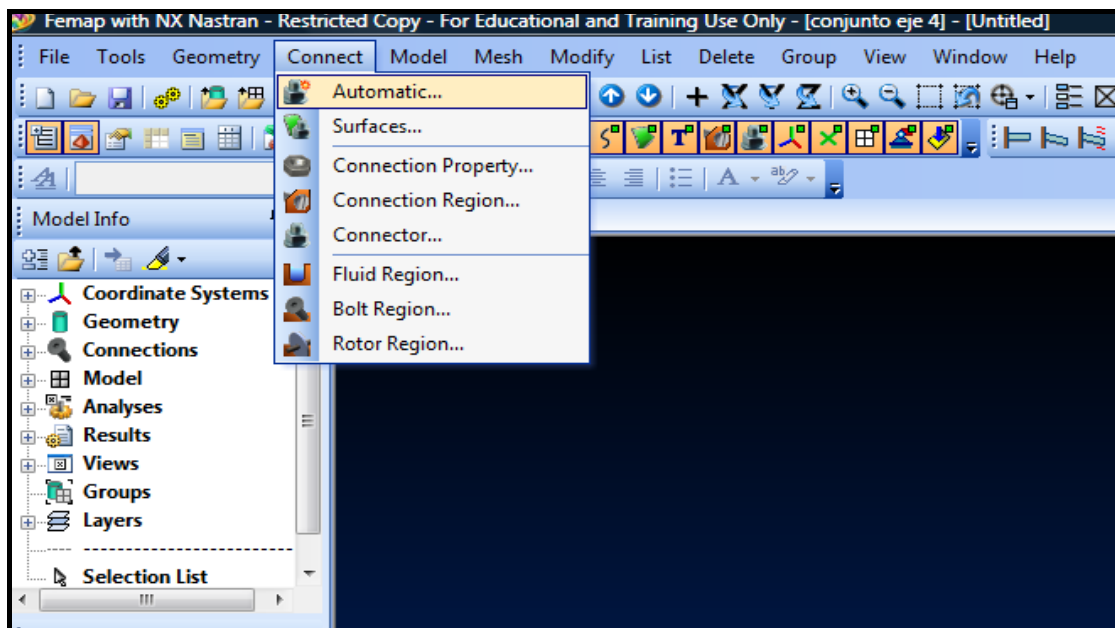 Femap with NX Nastran - Restricted Copy - For Educational and Training Use Only - [conjunto eje 4] - [Untitled]
File Tools Geometry Connect Model Mesh Modify List Delete Group View Window Help
Automatic...
Surfaces...
Connection Property...
Connection Region...
Connector...
Fluid Region...
Bolt Region...
Rotor Region...
Model Info
Coordinate Systems
Geometry
Connections
Model
Analyses
Results
Views
Groups
Layers
Selection List